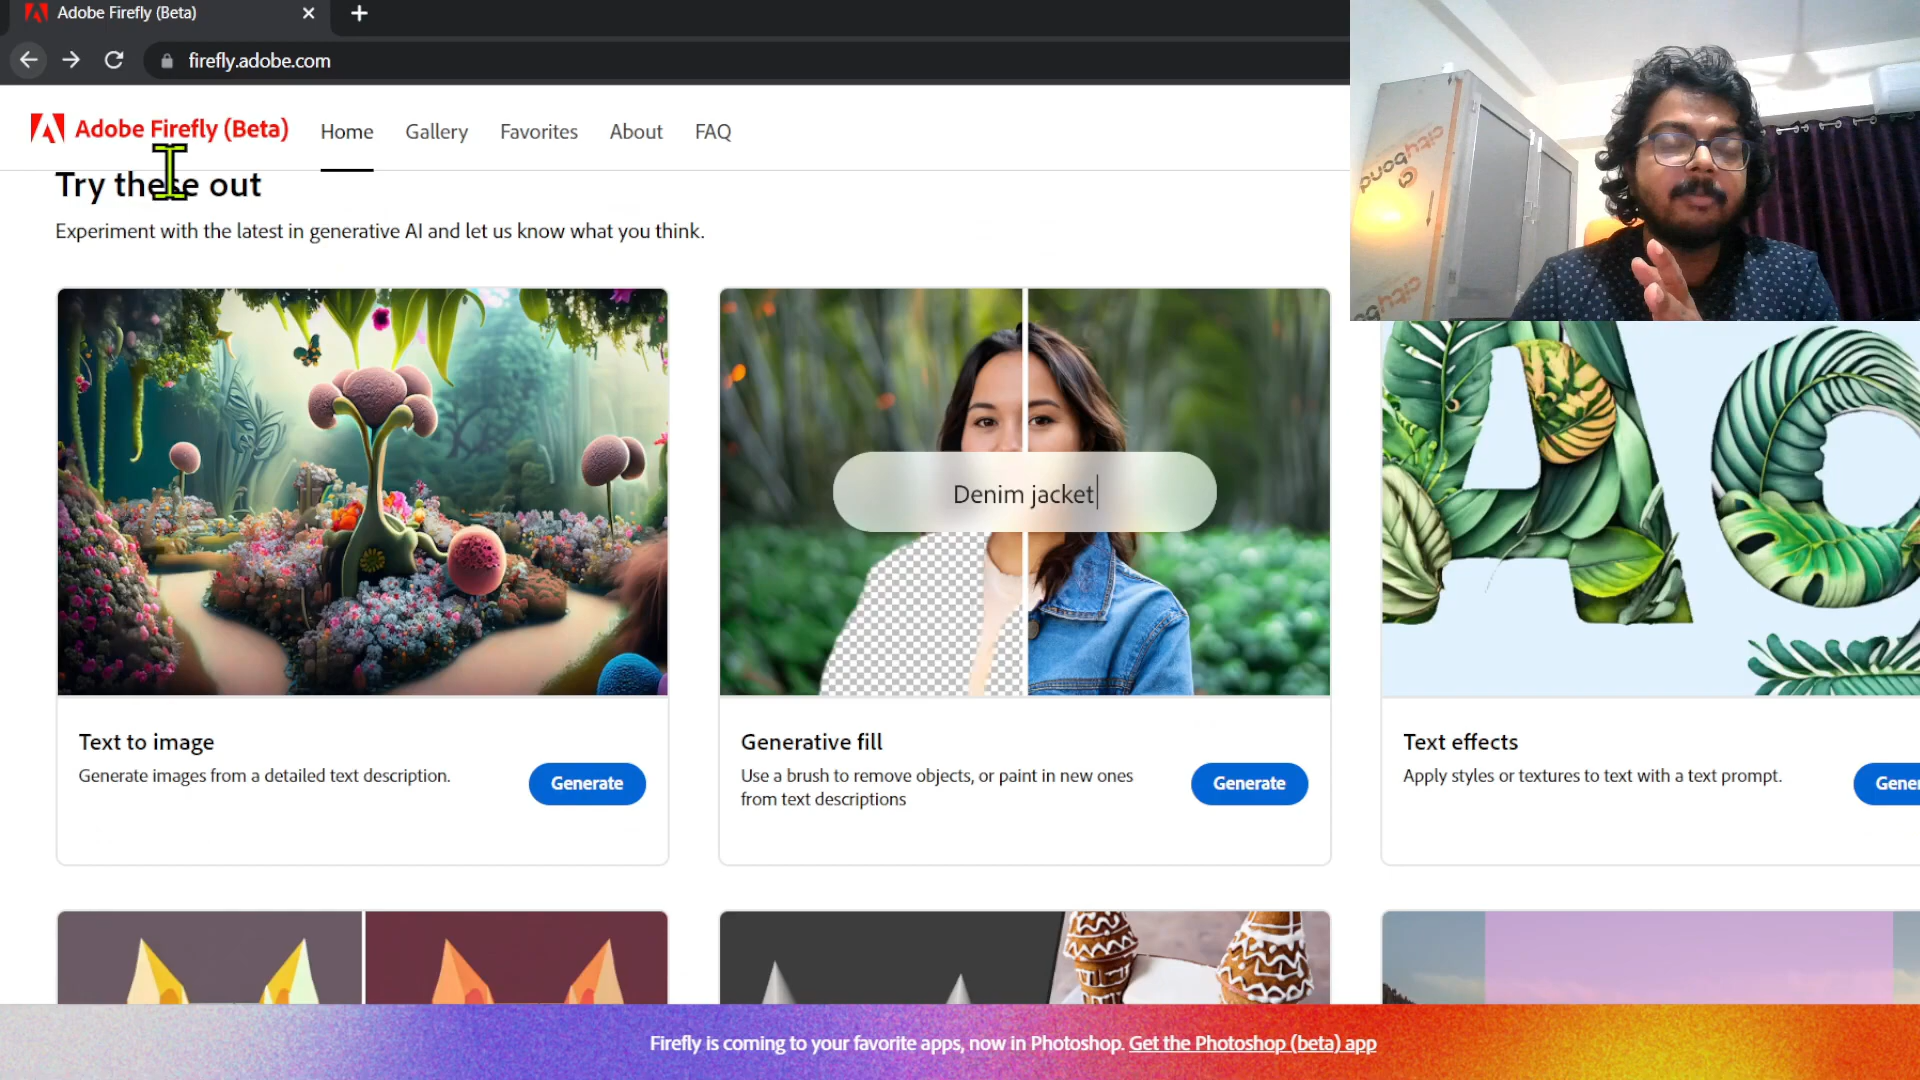 Adobe Firefly (Beta)
firefly.adobe.com
Adobe Firefly (Beta)
Home
Gallery
Favorites
About
FAQ
Try these out
Experiment with the latest in generative AI and let us know what you think.
Denim jacket
Text to image
Generate images from a detailed text description.
Generate
Generative fill
Use a brush to remove objects, or paint in new ones
from text descriptions
Generate
Text effects
Apply styles or textures to text with a text prompt.
Gener
Firefly is coming to your favorite apps, now in Photoshop. Get the Photoshop (beta) app